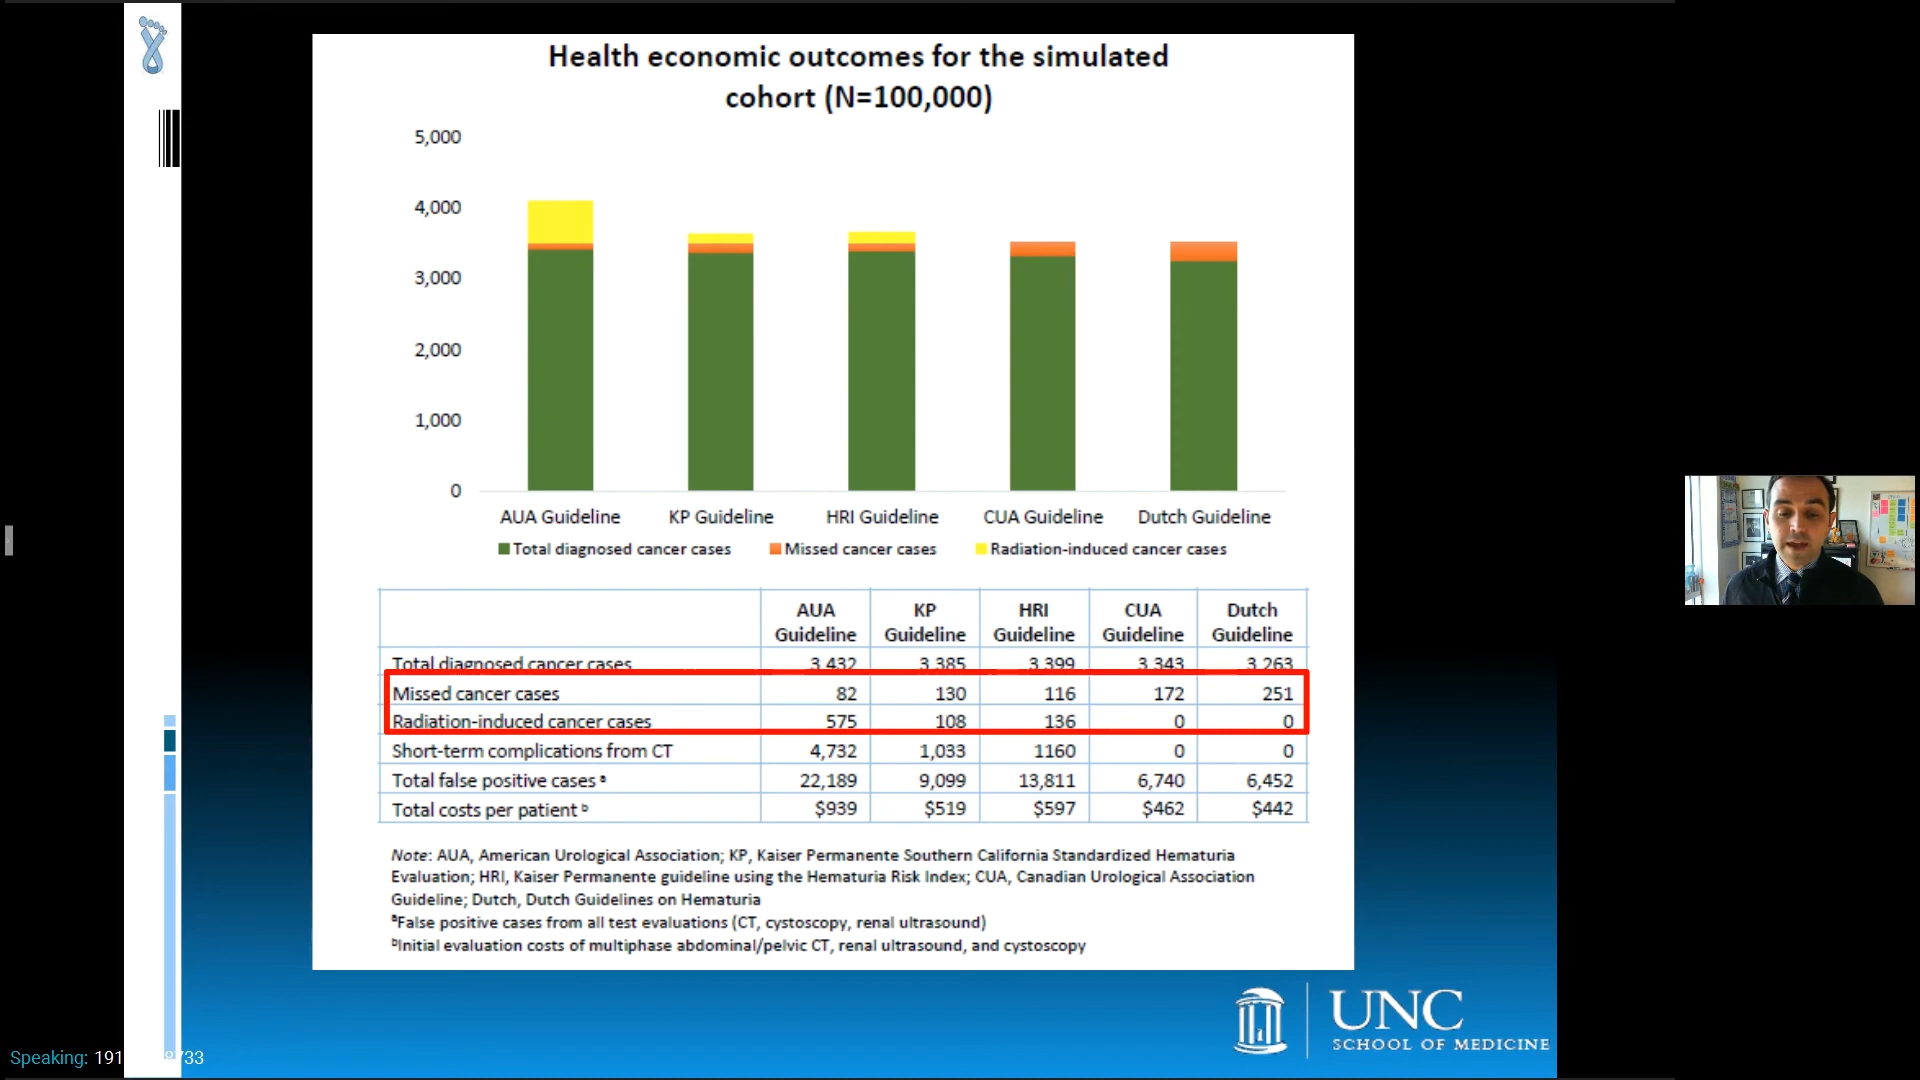 Health economic outcomes for the simulated
cohort (N=100,000)
5,000
4,000
3,000
2,000
1,000
0
AUA Guideline KP Guideline HRI Guideline CUA Guideline Dutch Guideline
Total diagnosed cancer cases Missed cancer cases Radiation-induced cancer cases
AUA Guideline KP Guideline HRI Guideline CUA Guideline Dutch Guideline
Total diagnosed cancer cases 3,432 3,385 3,399 3,343 3,263
Missed cancer cases 82 130 116 172 251
Radiation-induced cancer cases 575 108 136 0 0
Short-term complications from CT 4,732 1,033 1160 0 0
Total false positive cases a 22,189 9,099 13,811 6,740 6,452
Total costs per patient b $939 $519 $597 $462 $442
Note: AUA, American Urological Association; KP, Kaiser Permanente Southern California Standardized Hematuria
Evaluation; HRI, Kaiser Permanente guideline using the Hematuria Risk Index; CUA, Canadian Urological Association
Guideline; Dutch, Dutch Guidelines on Hematuria
aFalse positive cases from all test evaluations (CT, cystoscopy, renal ultrasound)
bInitial evaluation costs of multiphase abdominal/pelvic CT, renal ultrasound, and cystoscopy
UNC
SCHOOL OF MEDICINE
Speaking: